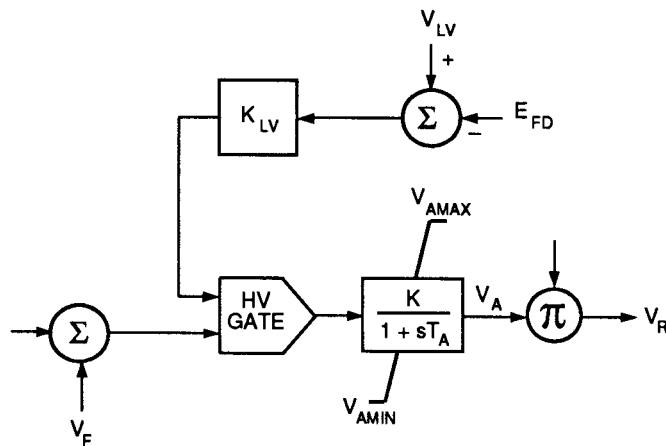 V_LV
+
K_LV
Σ
E_FD
−
V_AMAX
HV
GATE
K
1 + sT_A
V_A
π
V_R
Σ
V_AMIN
V_F